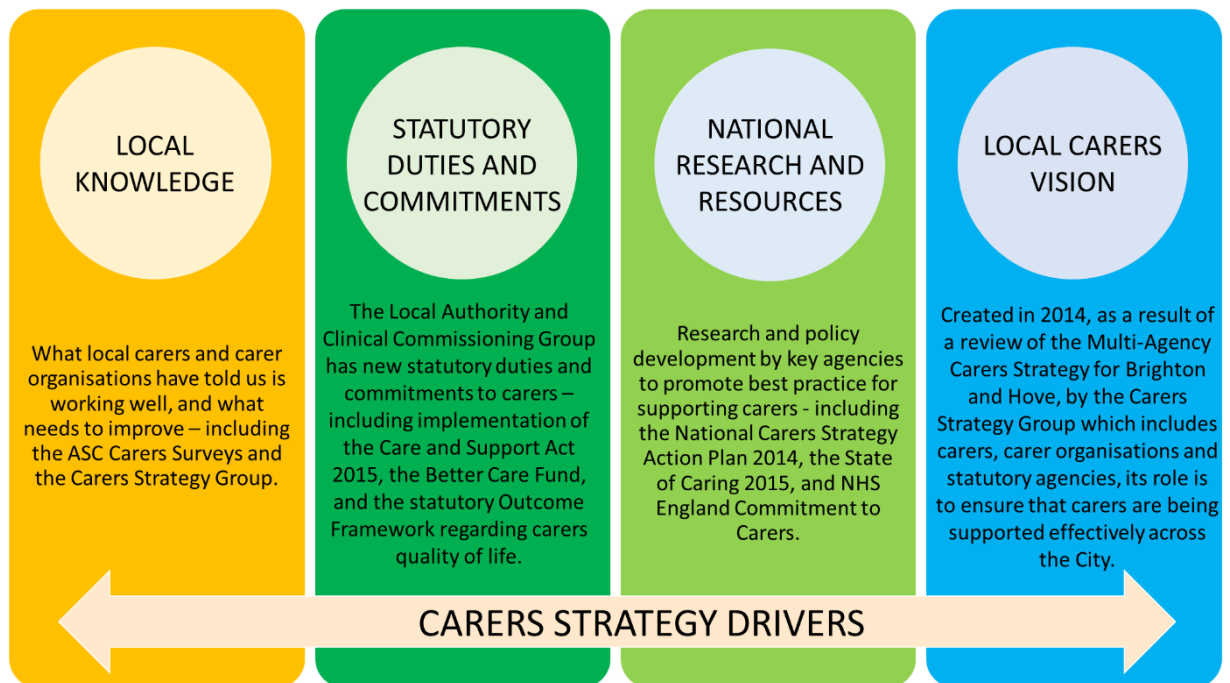 LOCAL
KNOWLEDGE
What local carers and carer
organisations have told us is
working well, and what
needs to improve – including
the ASC Carers Surveys and
the Carers Strategy Group.
STATUTORY
DUTIES AND
COMMITMENTS
The Local Authority and
Clinical Commissioning Group
has new statutory duties and
commitments to carers –
including implementation of
the Care and Support Act
2015, the Better Care Fund,
and the statutory Outcome
Framework regarding carers
quality of life.
NATIONAL
RESEARCH AND
RESOURCES
Research and policy
development by key agencies
to promote best practice for
supporting carers - including
the National Carers Strategy
Action Plan 2014, the State
of Caring 2015, and NHS
England Commitment to
Carers.
LOCAL CARERS
VISION
Created in 2014, as a result of
a review of the Multi-Agency
Carers Strategy for Brighton
and Hove, by the Carers
Strategy Group which includes
carers, carer organisations and
statutory agencies, its role is
to ensure that carers are being
supported effectively across
the City.
CARERS STRATEGY DRIVERS